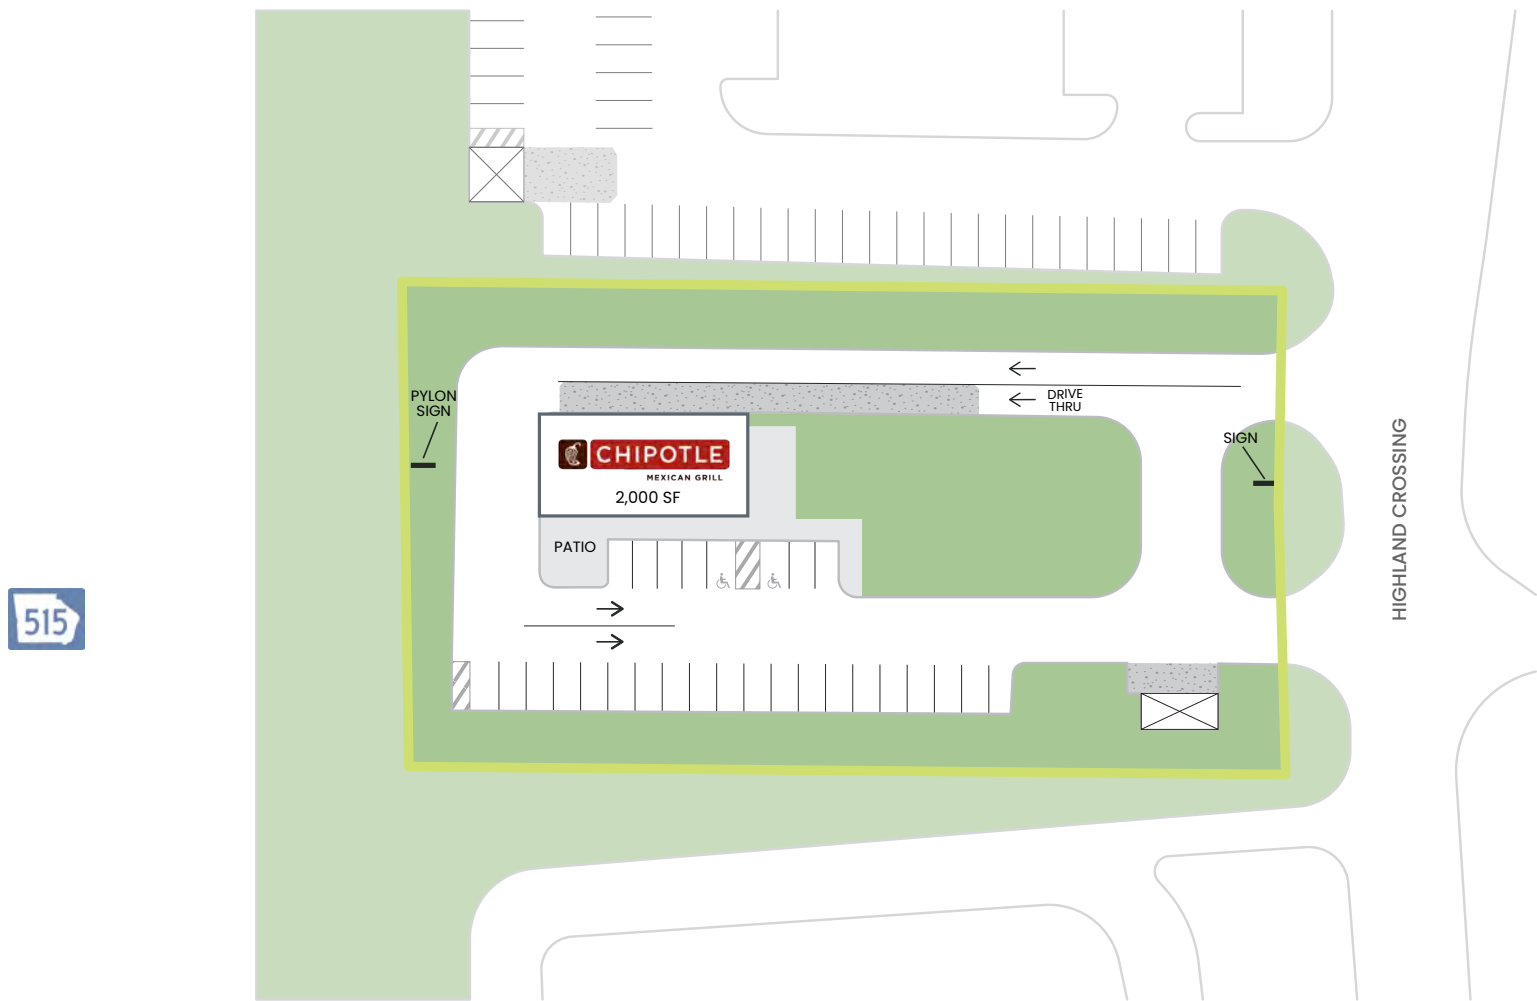 PYLON
SIGN
DRIVE
THRU
CHIPOTLE
MEXICAN GRILL
2,000 SF
SIGN
PATIO
HIGHLAND CROSSING
515